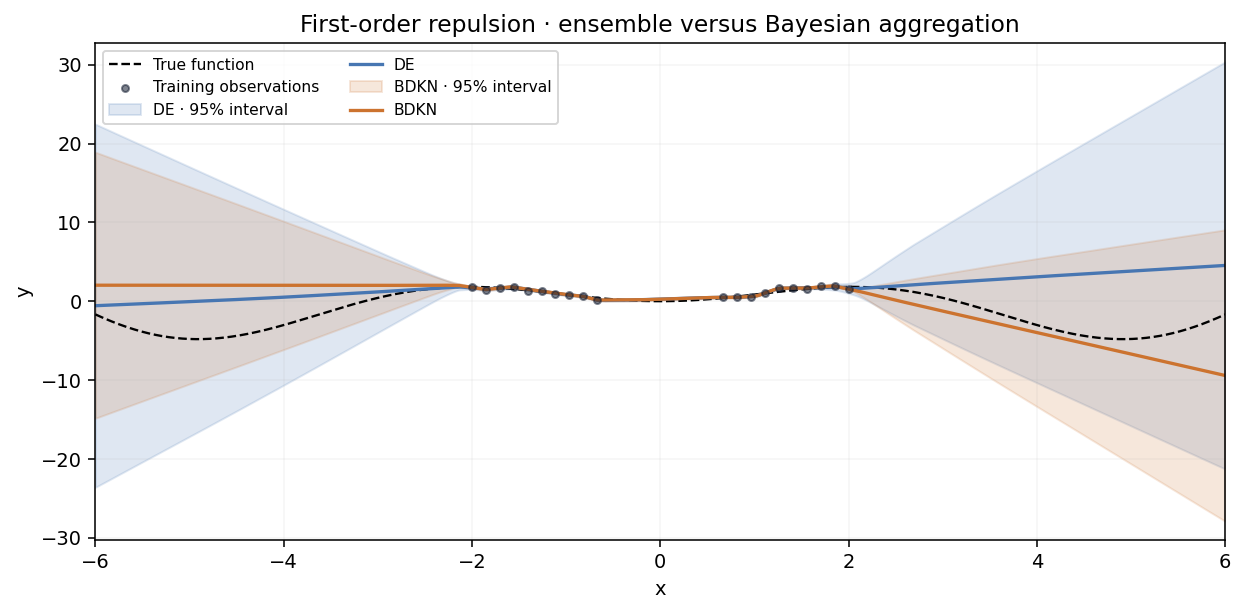 First-order repulsion · ensemble versus Bayesian aggregation
True function
Training observations
DE · 95% interval
DE
BDKN · 95% interval
BDKN
30
20
10
0
−10
−20
−30
y
−6
−4
−2
0
2
4
6
x